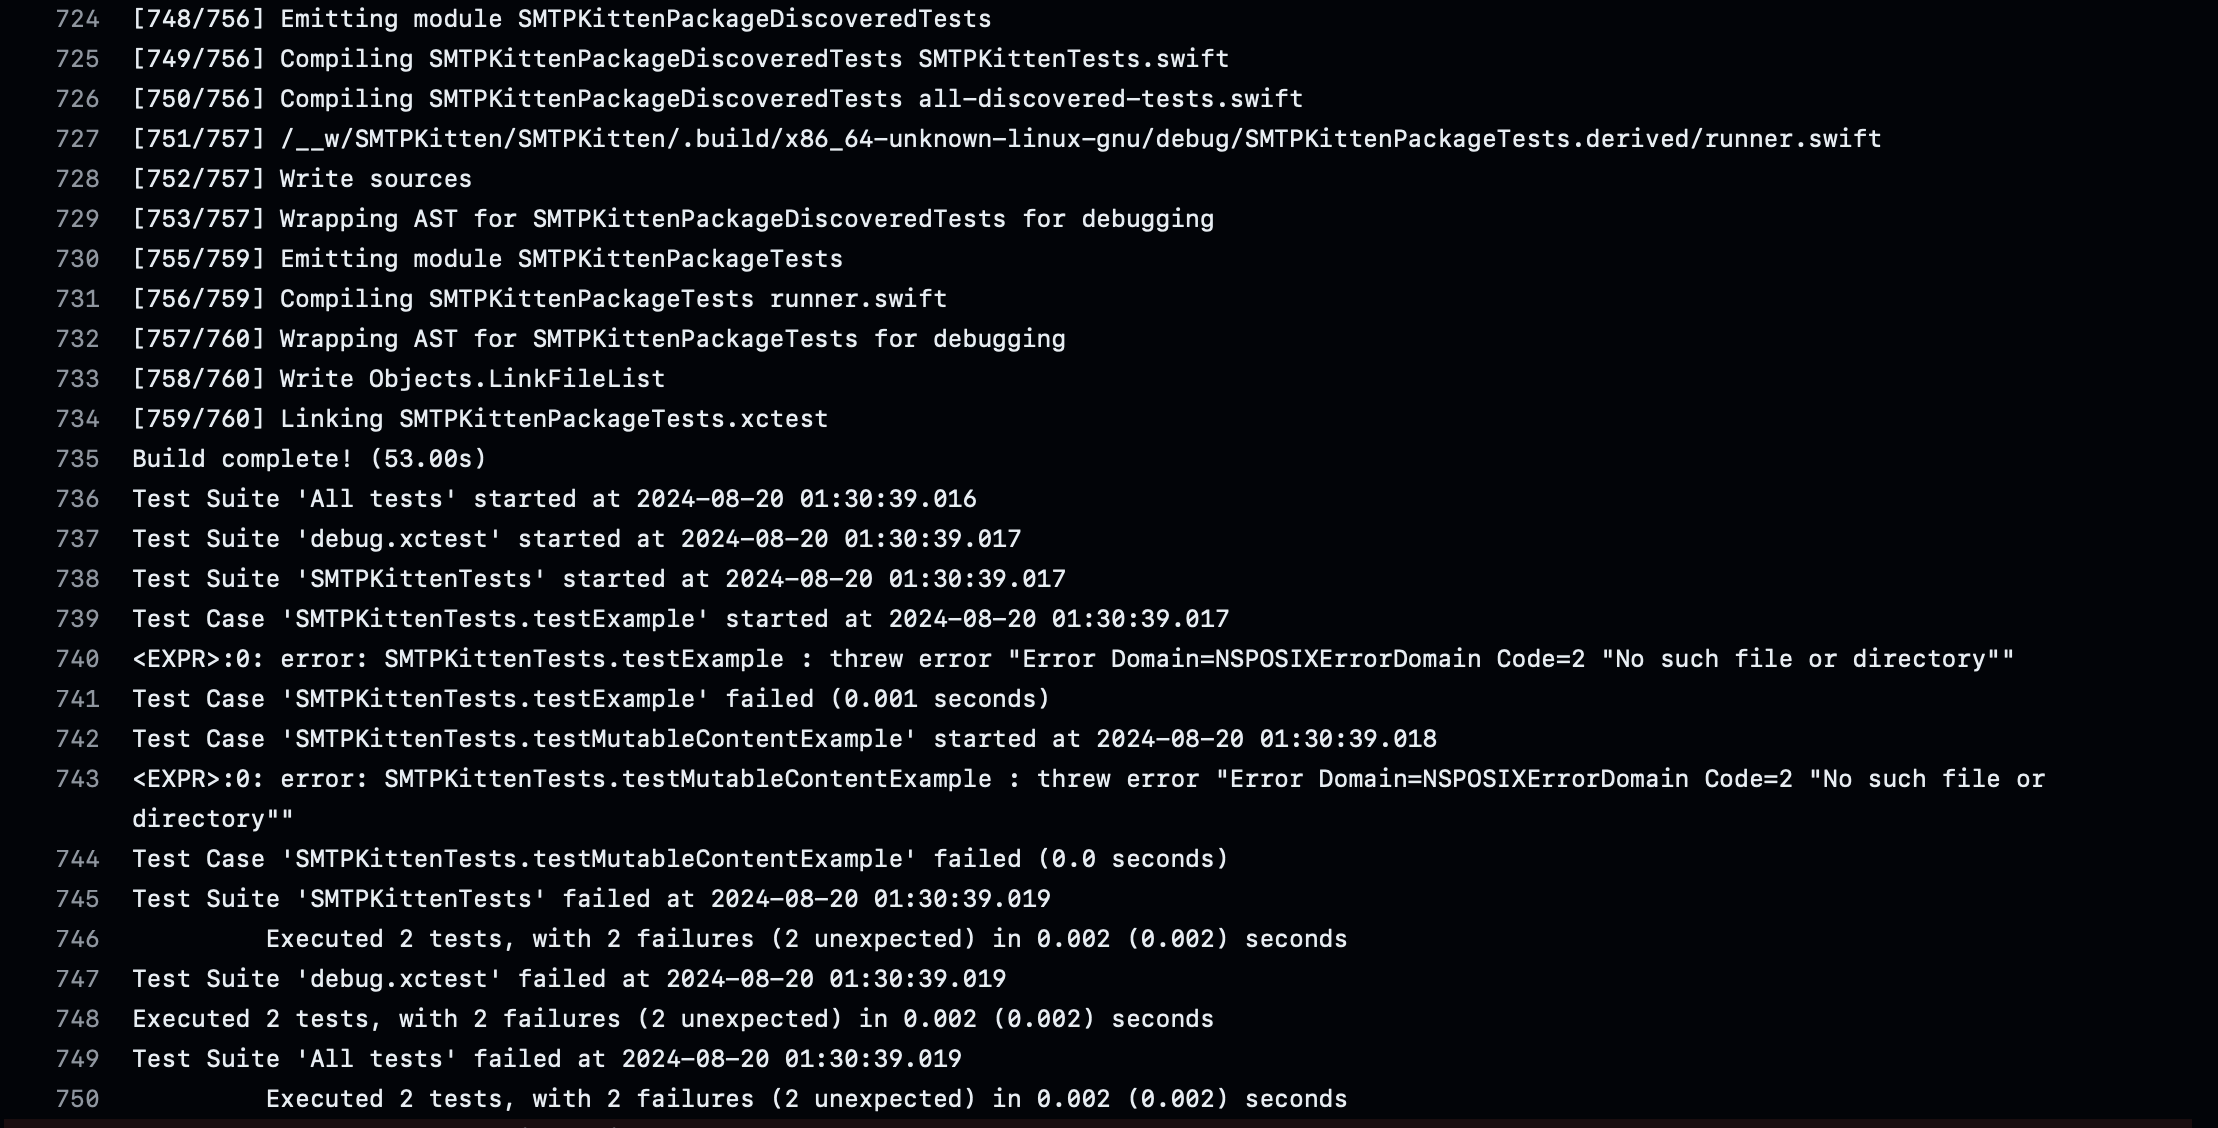 724 [748/756] Emitting module SMTPKittenPackageDiscoveredTests
725 [749/756] Compiling SMTPKittenPackageDiscoveredTests SMTPKittenTests.swift
726 [750/756] Compiling SMTPKittenPackageDiscoveredTests all-discovered-tests.swift
727 [751/757] /__w/SMTPKitten/SMTPKitten/.build/x86_64-unknown-linux-gnu/debug/SMTPKittenPackageTests.derived/runner.swift
728 [752/757] Write sources
729 [753/757] Wrapping AST for SMTPKittenPackageDiscoveredTests for debugging
730 [755/759] Emitting module SMTPKittenPackageTests
731 [756/759] Compiling SMTPKittenPackageTests runner.swift
732 [757/760] Wrapping AST for SMTPKittenPackageTests for debugging
733 [758/760] Write Objects.LinkFileList
734 [759/760] Linking SMTPKittenPackageTests.xctest
735 Build complete! (53.00s)
736 Test Suite 'All tests' started at 2024-08-20 01:30:39.016
737 Test Suite 'debug.xctest' started at 2024-08-20 01:30:39.017
738 Test Suite 'SMTPKittenTests' started at 2024-08-20 01:30:39.017
739 Test Case 'SMTPKittenTests.testExample' started at 2024-08-20 01:30:39.017
740 <EXPR>:0: error: SMTPKittenTests.testExample : threw error "Error Domain=NSPOSIXErrorDomain Code=2 "No such file or directory""
741 Test Case 'SMTPKittenTests.testExample' failed (0.001 seconds)
742 Test Case 'SMTPKittenTests.testMutableContentExample' started at 2024-08-20 01:30:39.018
743 <EXPR>:0: error: SMTPKittenTests.testMutableContentExample : threw error "Error Domain=NSPOSIXErrorDomain Code=2 "No such file or
directory""
744 Test Case 'SMTPKittenTests.testMutableContentExample' failed (0.0 seconds)
745 Test Suite 'SMTPKittenTests' failed at 2024-08-20 01:30:39.019
746 Executed 2 tests, with 2 failures (2 unexpected) in 0.002 (0.002) seconds
747 Test Suite 'debug.xctest' failed at 2024-08-20 01:30:39.019
748 Executed 2 tests, with 2 failures (2 unexpected) in 0.002 (0.002) seconds
749 Test Suite 'All tests' failed at 2024-08-20 01:30:39.019
750 Executed 2 tests, with 2 failures (2 unexpected) in 0.002 (0.002) seconds